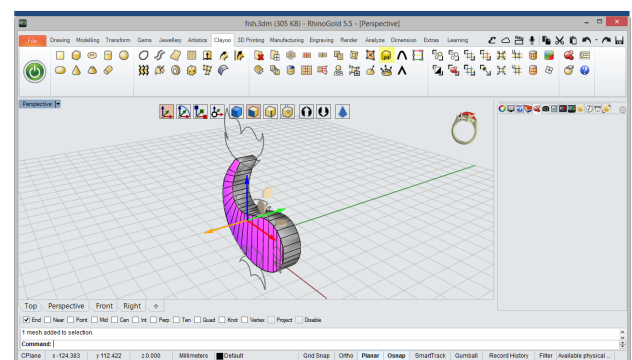 fish.3dm (305 KB) - RhinoGold 5.5 - [Perspective]
File Drawing Modelling Transform Gems Jewellery Artistics Clayoo 3D Printing Manufacturing Engraving Render Analyze Dimension Extras Learning
Perspective
Top Perspective Front Right
End Near Point Mid Cen Int Perp Tan Quad Knot Vertex Project Disable
1 mesh added to selection.
Command:
CPlane x -124.383 y 112.422 z 0.000 Millimeters Default Grid Snap Ortho Planar Osnap SmartTrack Gumball Record History Filter Available physical ...